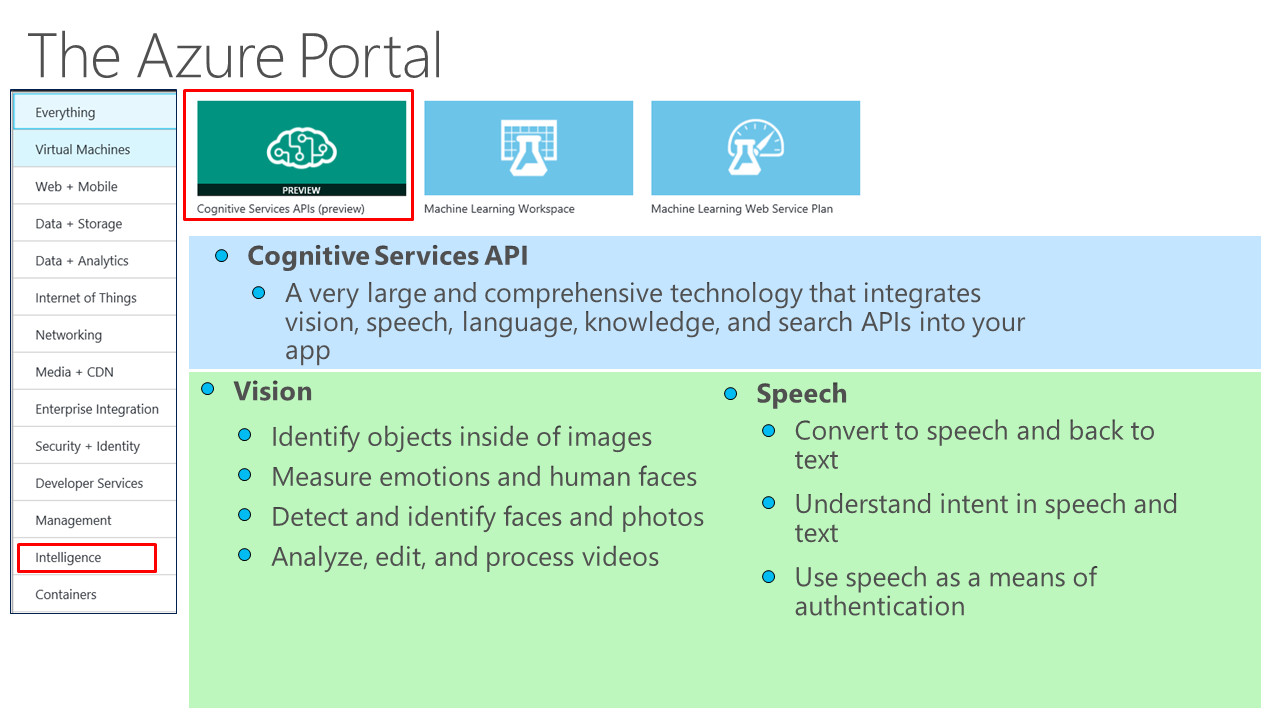 The Azure Portal
Everything
Virtual Machines
Web + Mobile
Data + Storage
Data + Analytics
Internet of Things
Networking
Media + CDN
Enterprise Integration
Security + Identity
Developer Services
Management
Intelligence
Containers
PREVIEW
Cognitive Services APIs (preview)
Machine Learning Workspace
Machine Learning Web Service Plan
Cognitive Services API
A very large and comprehensive technology that integrates
vision, speech, language, knowledge, and search APIs into your
app
Vision
Identify objects inside of images
Measure emotions and human faces
Detect and identify faces and photos
Analyze, edit, and process videos
Speech
Convert to speech and back to
text
Understand intent in speech and
text
Use speech as a means of
authentication